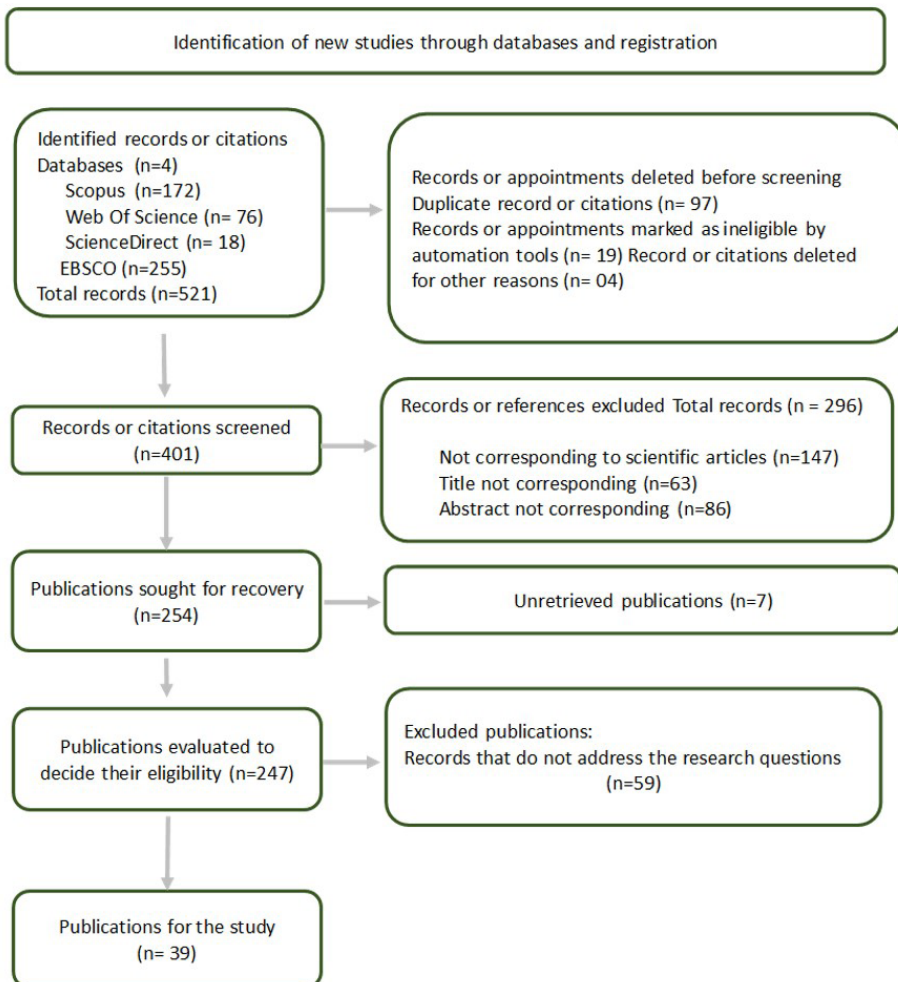 Identification of new studies through databases and registration
Identified records or citations
Databases (n=4)
Scopus (n=172)
Web Of Science (n= 76)
ScienceDirect (n= 18)
EBSCO (n=255)
Total records (n=521)
Records or appointments deleted before screening
Duplicate record or citations (n= 97)
Records or appointments marked as ineligible by
automation tools (n= 19) Record or citations deleted
for other reasons (n= 04)
Records or citations screened
(n=401)
Records or references excluded Total records (n = 296)
Not corresponding to scientific articles (n=147)
Title not corresponding (n=63)
Abstract not corresponding (n=86)
Publications sought for recovery
(n=254)
Unretrieved publications (n=7)
Publications evaluated to
decide their eligibility (n=247)
Excluded publications:
Records that do not address the research questions
(n=59)
Publications for the study
(n= 39)